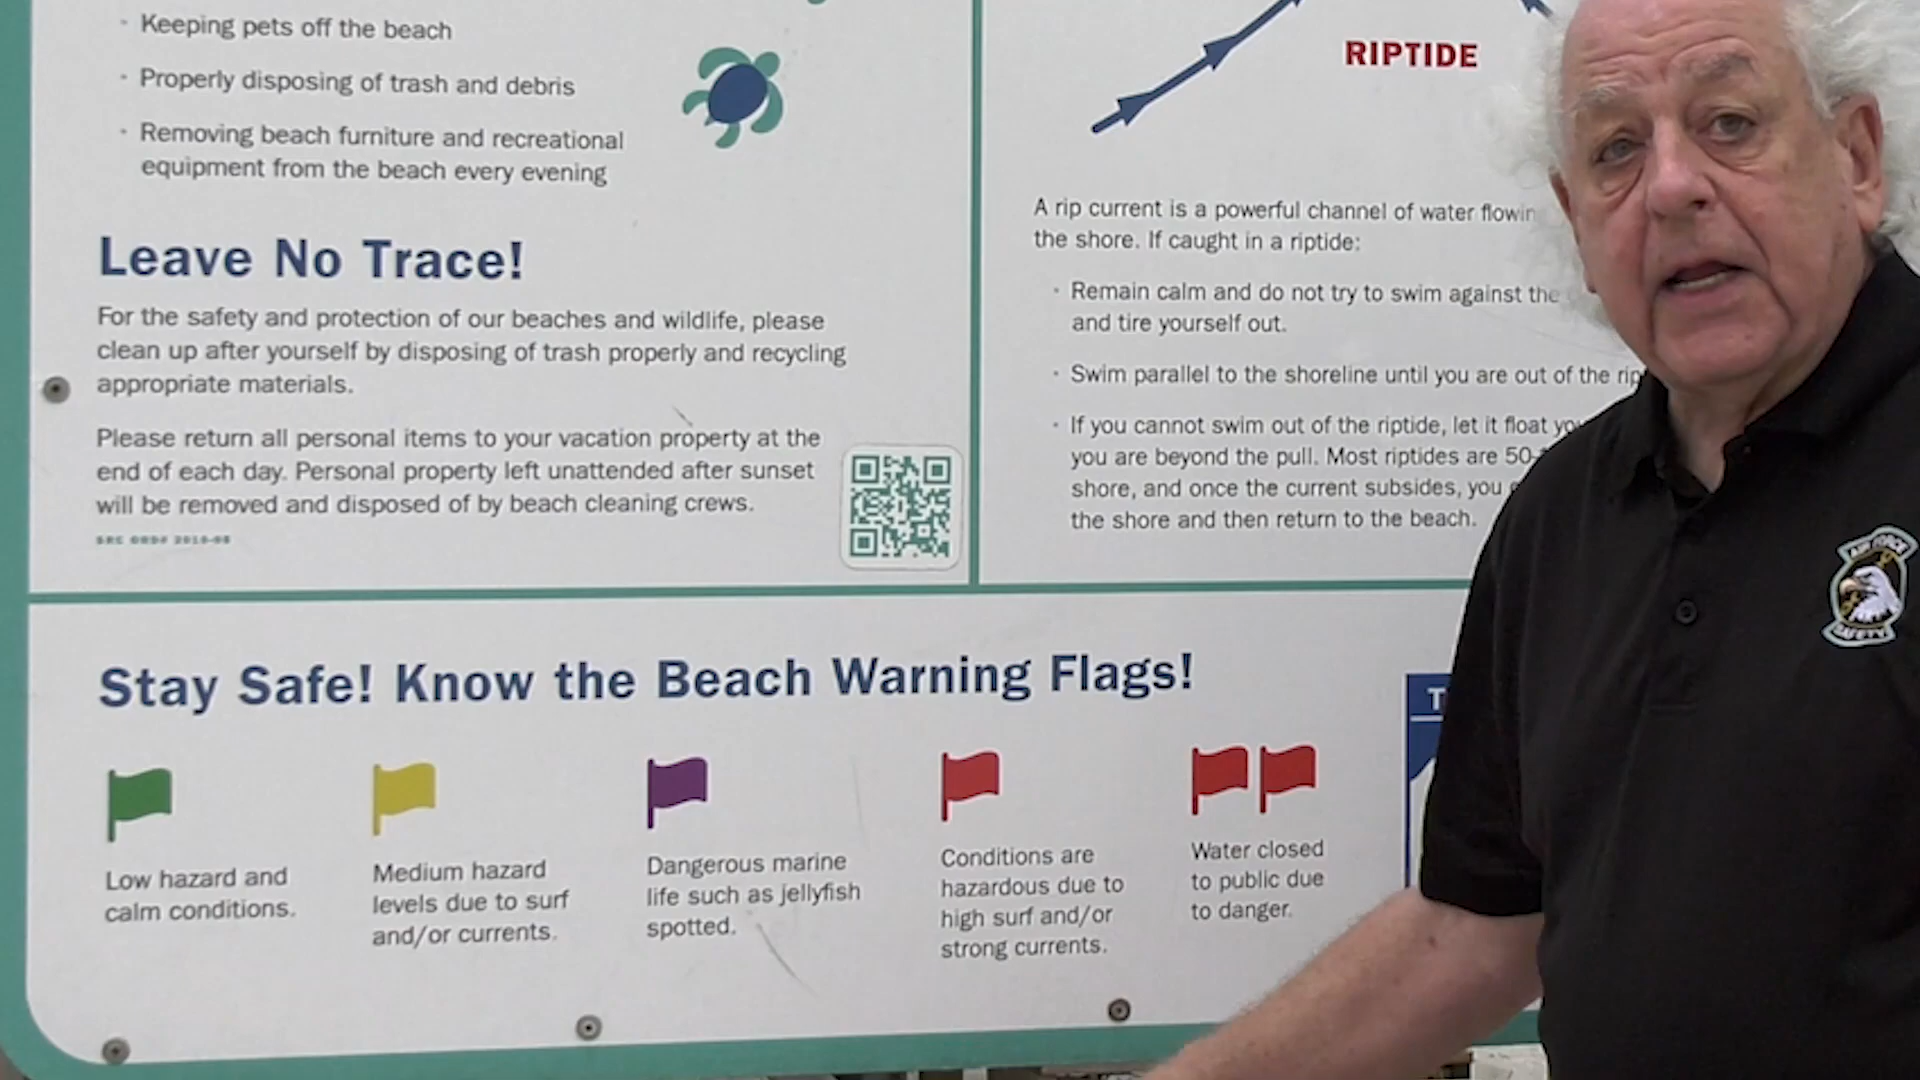 Keeping pets off the beach
Properly disposing of trash and debris
Removing beach furniture and recreational
equipment from the beach every evening
Leave No Trace!
For the safety and protection of our beaches and wildlife, please
clean up after yourself by disposing of trash properly and recycling
appropriate materials.
Please return all personal items to your vacation property at the
end of each day. Personal property left unattended after sunset
will be removed and disposed of by beach cleaning crews.
RIPTIDE
A rip current is a powerful channel of water
the shore. If caught in a riptide:
Remain calm and do not try to swim against the
and tire yourself out.
Swim parallel to the shoreline until you are out of the
If you cannot swim out of the riptide, let it float
you are beyond the pull. Most riptides are 50-
shore, and once the current subsides, you
the shore and then return to the beach.
Stay Safe! Know the Beach Warning Flags!
Low hazard and
calm conditions.
Medium hazard
levels due to surf
and/or currents.
Dangerous marine
life such as jellyfish
spotted.
Conditions are
hazardous due to
high surf and/or
strong currents.
Water closed
to public due
to danger.
AIR FORCE
SAFETY